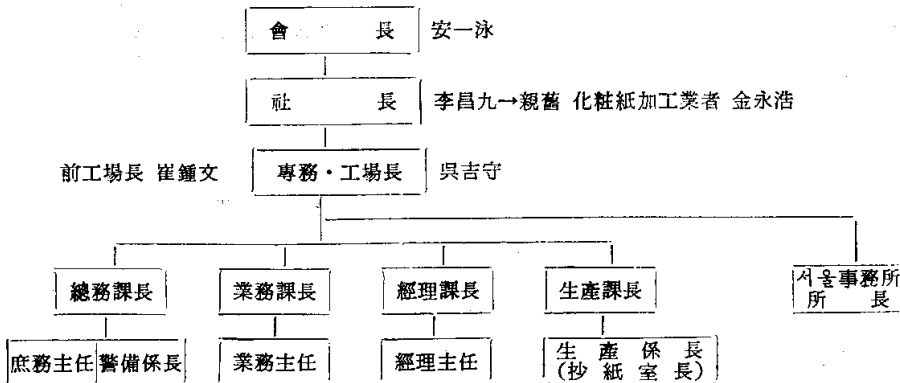 會 長 安一泳
社 長 李昌九→親舊 化粧紙加工業者 金永浩
前工場長 崔鍾文 專務・工場長 吳吉守
總務課長 業務課長 經理課長 生產課長 서울事務所
所 長
庶務主任 警備係長 業務主任 經理主任 生 產 係 長
(抄 紙 室 長)